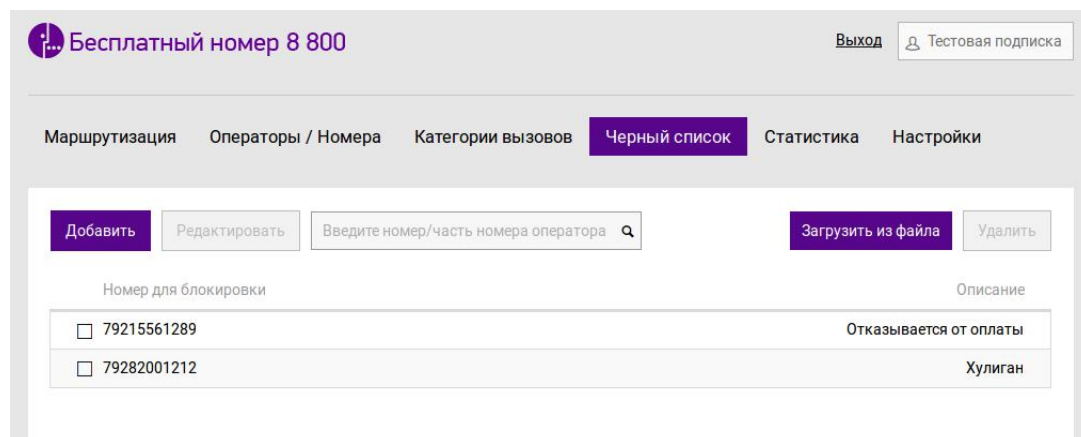 Бесплатный номер 8 800
Выход Тестовая подписка
Маршрутизация Операторы / Номера Категории вызовов Черный список Статистика Настройки
Добавить Редактировать Введите номер/часть номера оператора Загрузить из файла Удалить
Номер для блокировки Описание
79215561289 Отказывается от оплаты
79282001212 Хулиган